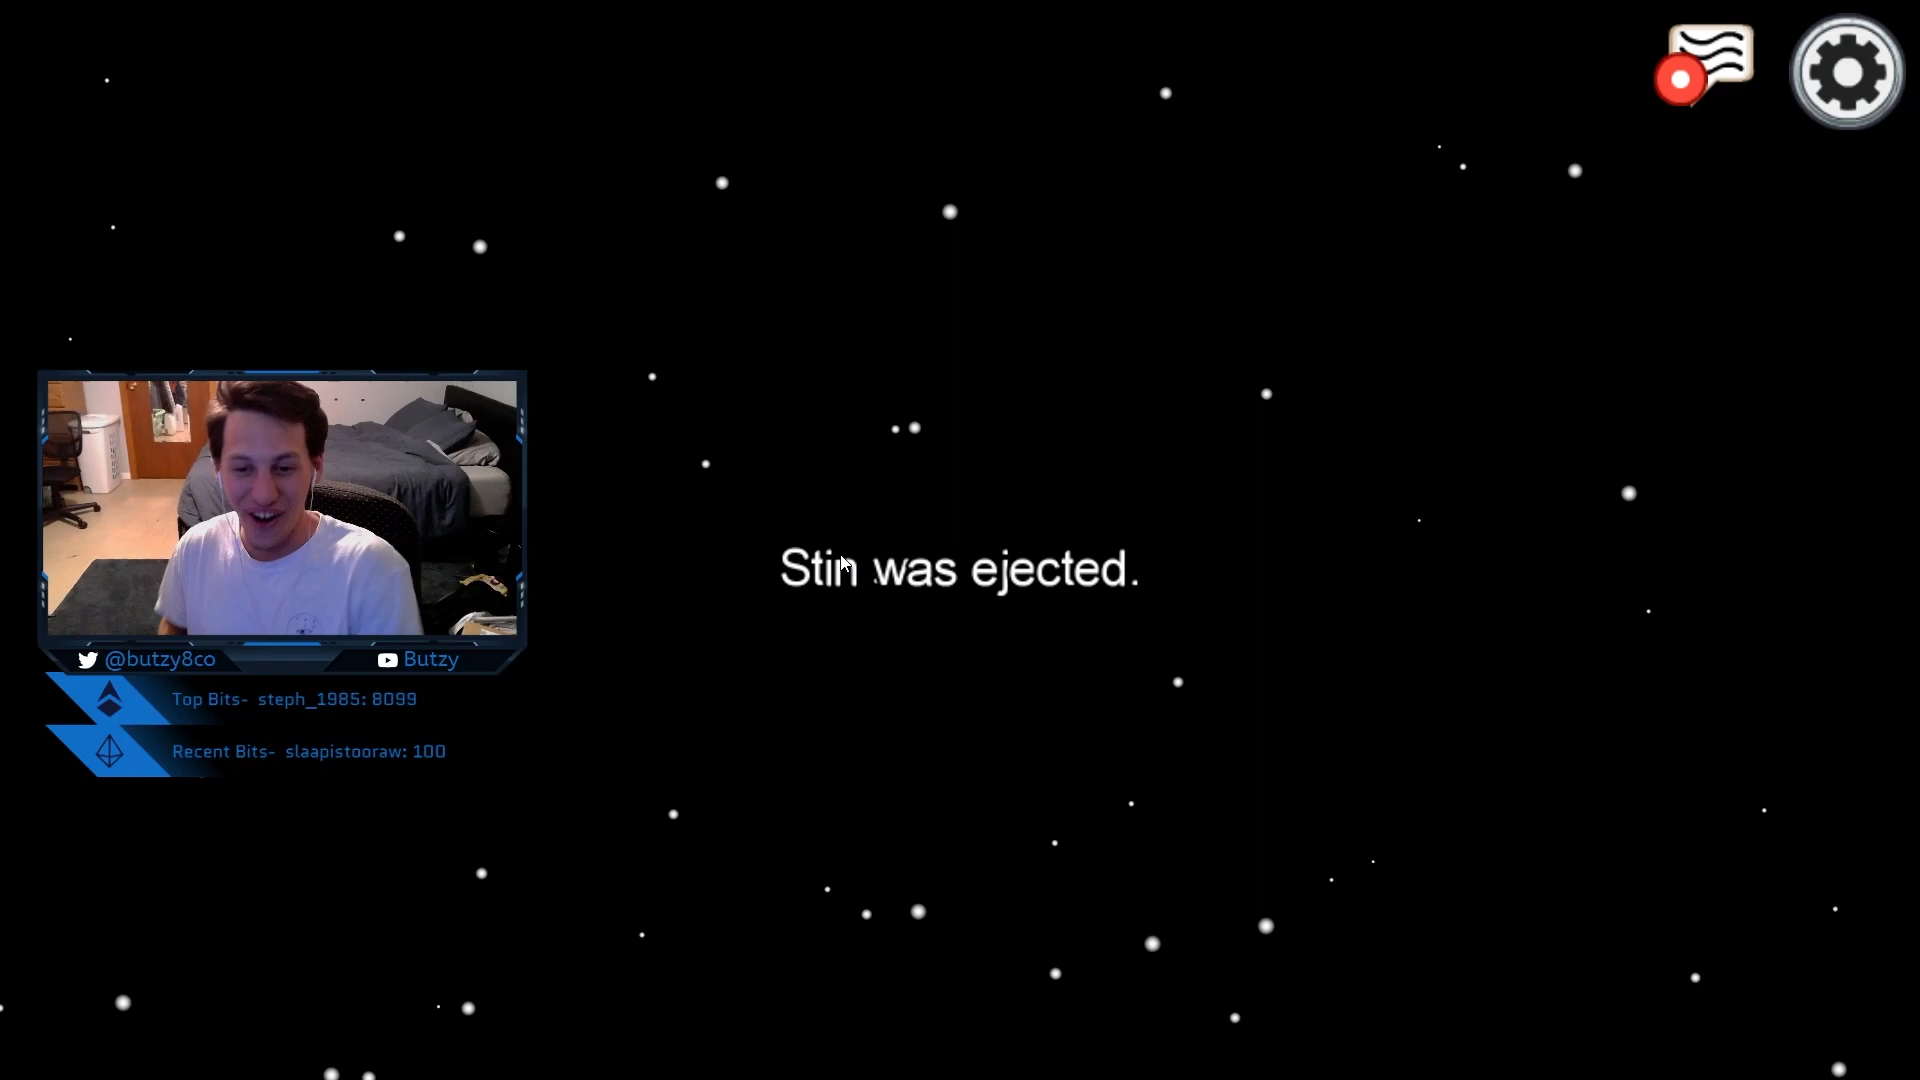 Stin was ejected.
@butzy8co
Butzy
Top Bits- steph_1985: 8099
Recent Bits- slaapistooraw: 100